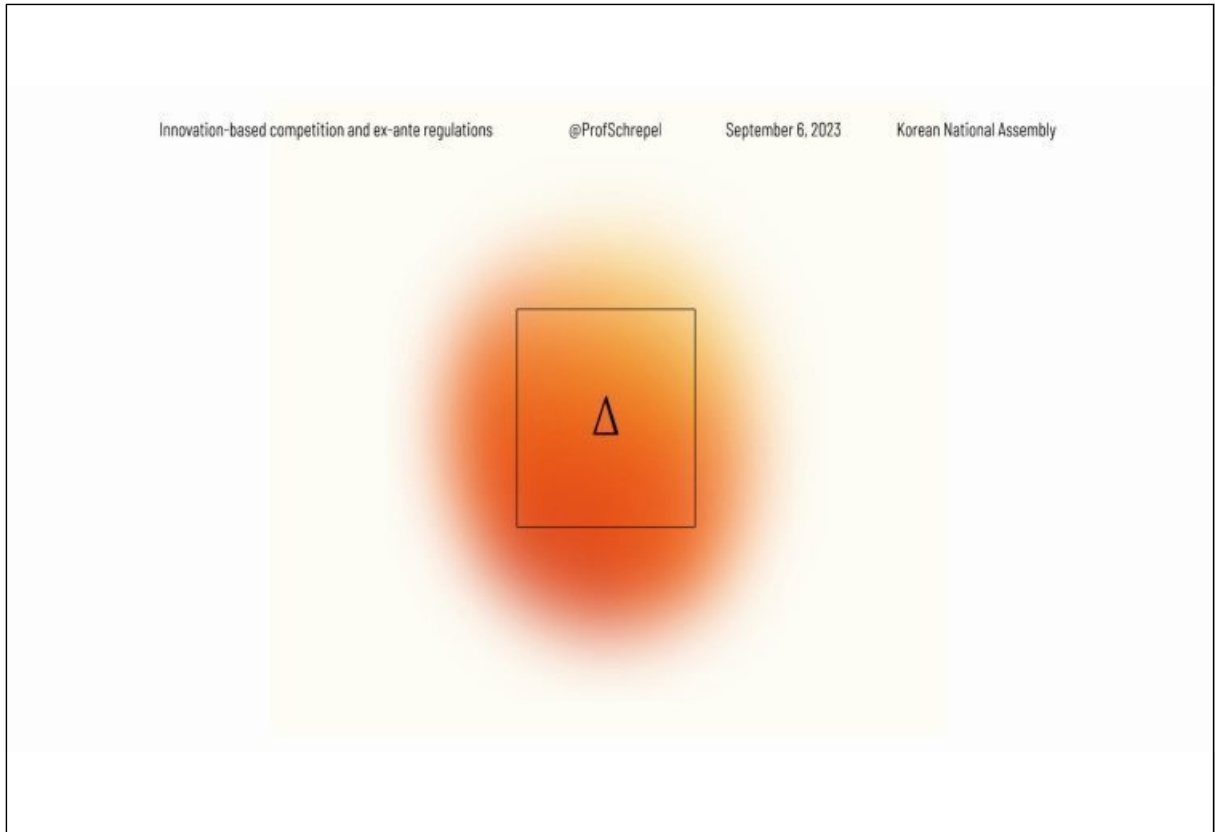 Innovation-based competition and ex-ante regulations @ProfSchrepel September 6, 2023 Korean National Assembly
Δ